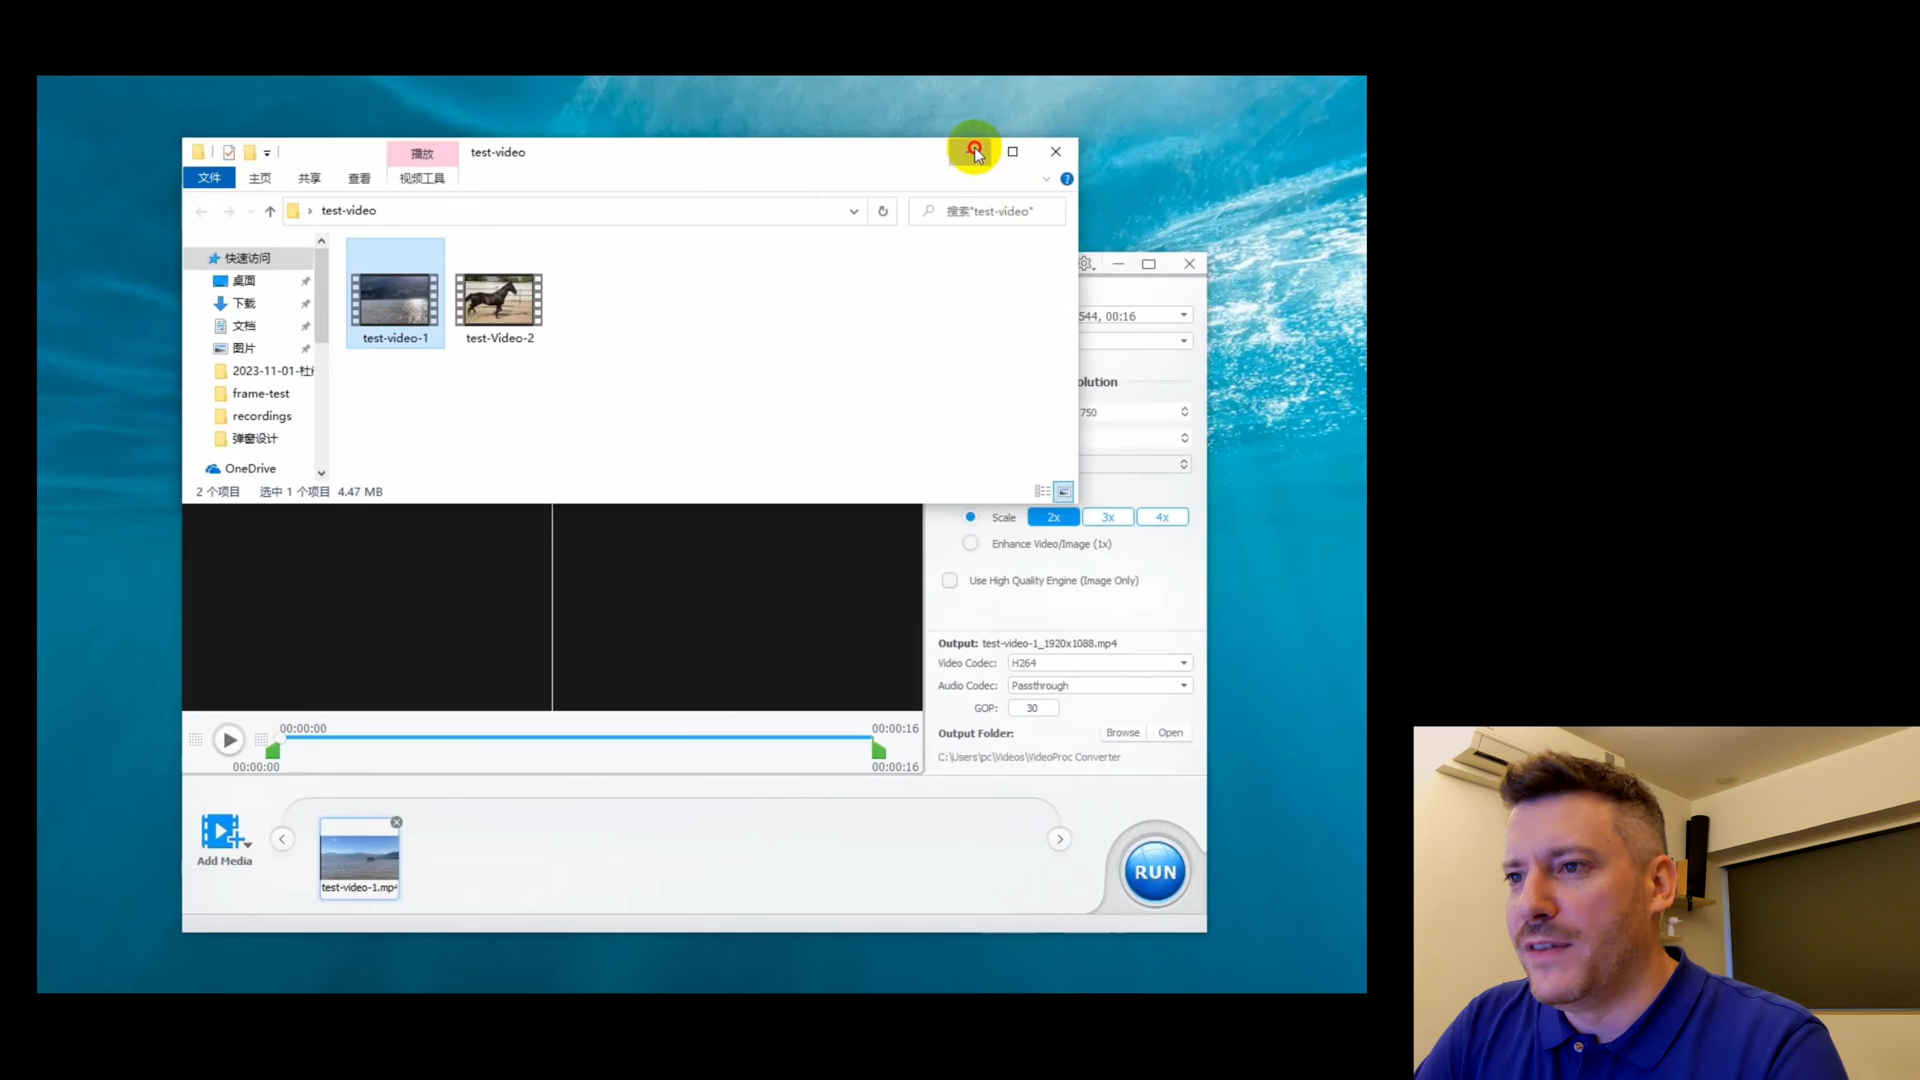 播放
test-video
文件
主页
共享
查看
视频工具
test-video
搜索"test-video"
快速访问
桌面
下载
文档
图片
2023-11-01-杜
frame-test
recordings
弹窗设计
OneDrive
test-video-1
test-Video-2
2 个项目 选中 1 个项目 4.47 MB
544, 00:16
olution
750
Scale 2x 3x 4x
Enhance Video/Image (1x)
Use High Quality Engine (Image Only)
Output: test-video-1_1920x1088.mp4
Video Codec: H264
Audio Codec: Passthrough
GOP: 30
Output Folder: Browse Open
C:\Users\pc\Videos\VideoProc Converter
00:00:00
00:00:16
00:00:00
00:00:16
Add Media
test-video-1.mp4
RUN